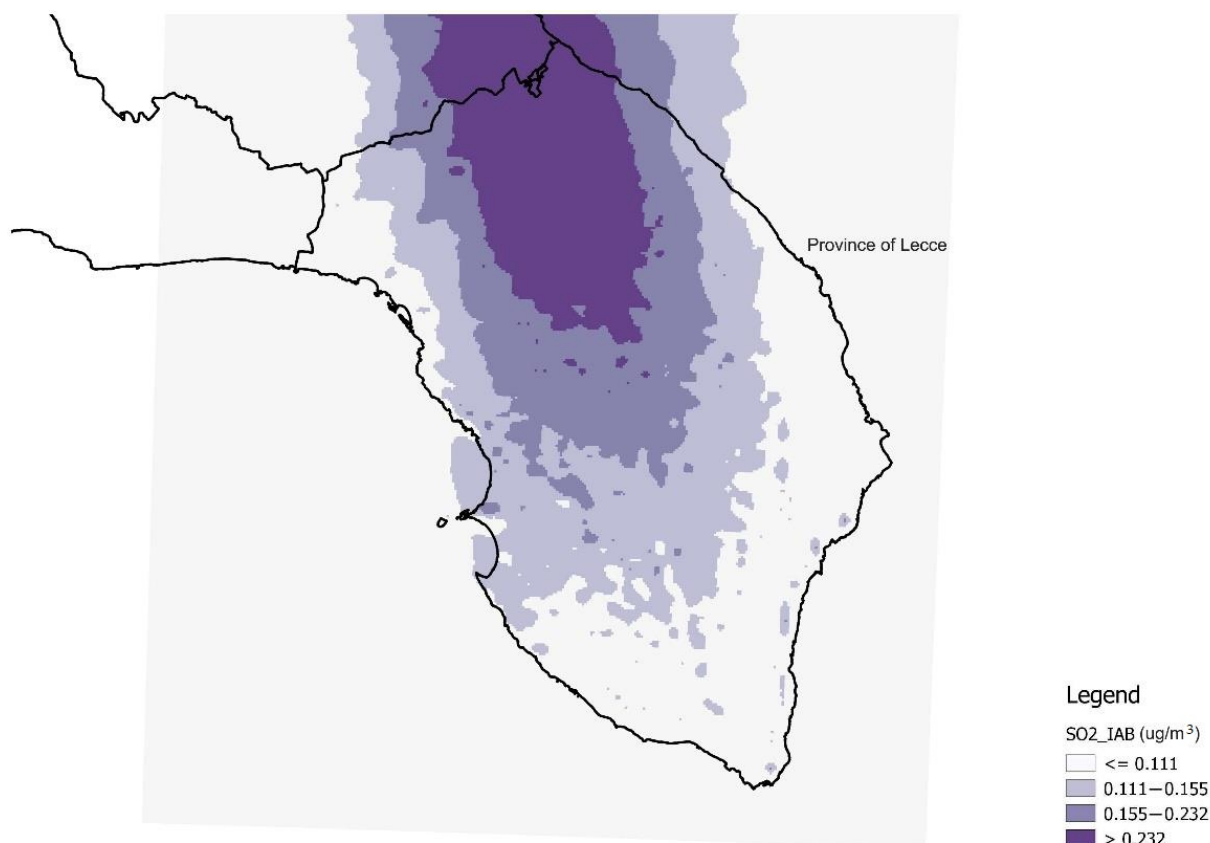 Province of Lecce
Legend
SO2_IAB (ug/m³)
<= 0.111
0.111–0.155
0.155–0.232
> 0.232